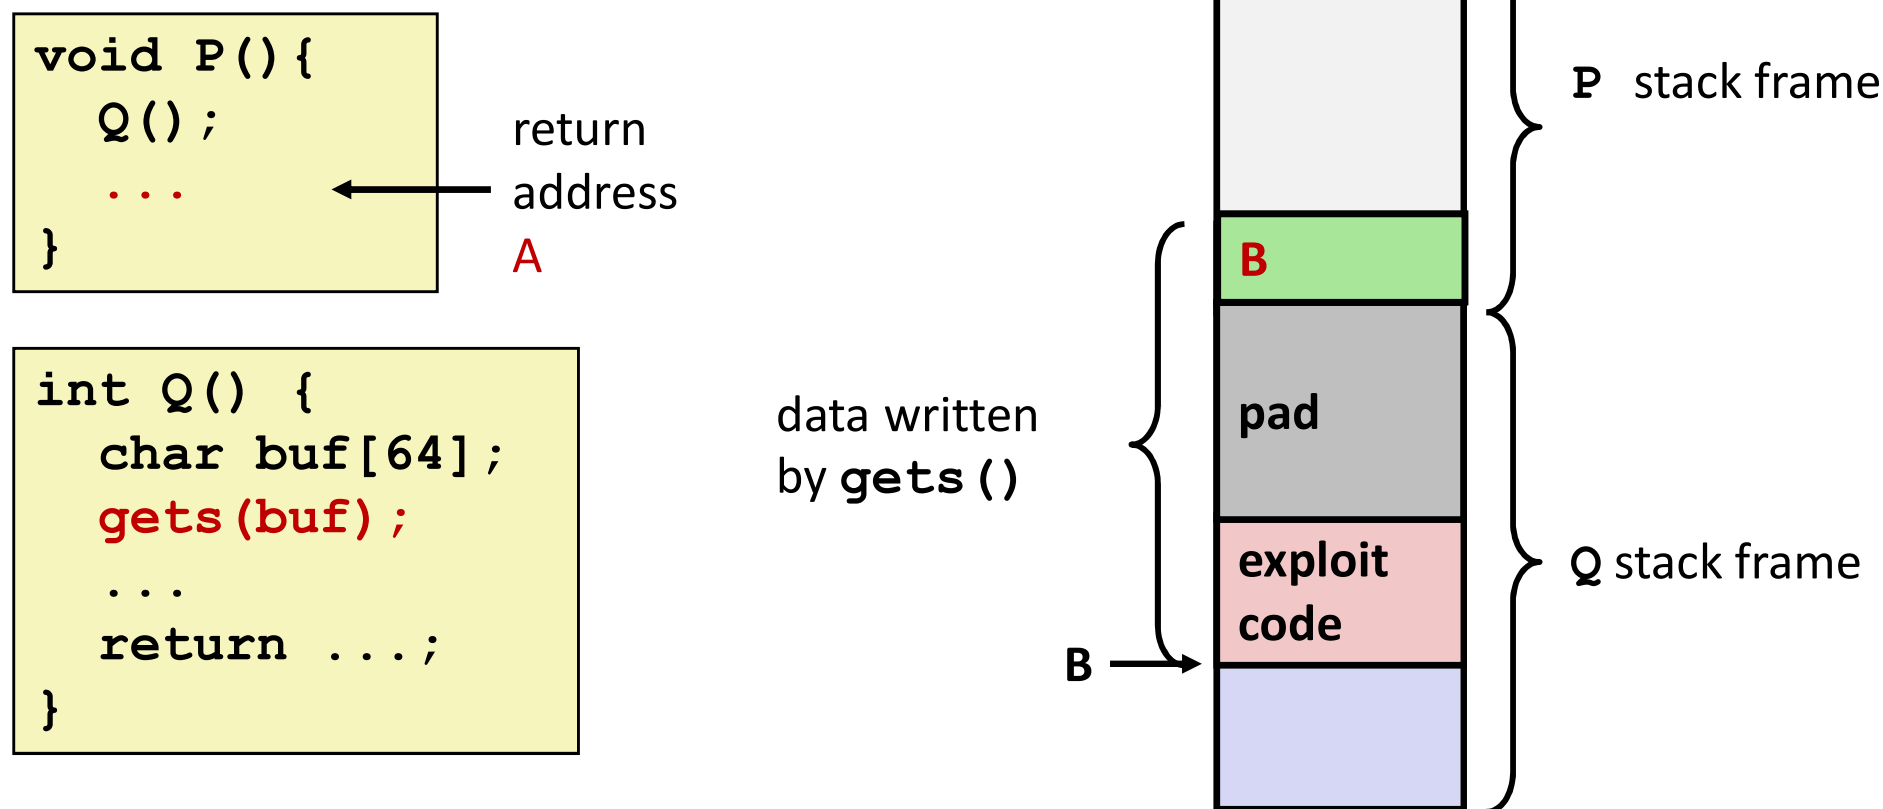 void P(){
Q();
...
}
return
address
A
int Q() {
char buf[64];
gets(buf);
...
return ...;
}
data written
by gets()
B
B
pad
exploit
code
P stack frame
Q stack frame